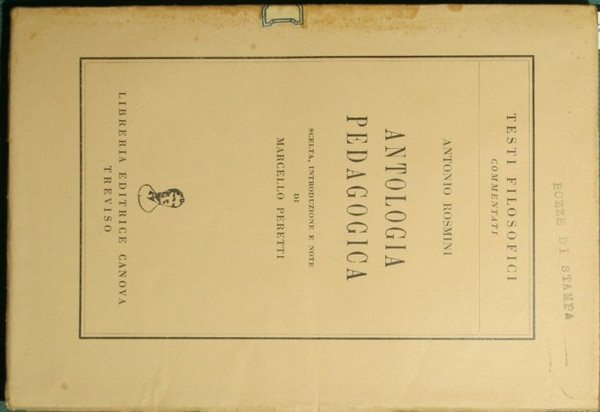 BOZZE DI STAMPA
TESTI FILOSOFICI
COMMENTATI
ANTONIO ROSMINI
ANTOLOGIA
PEDAGOGICA
SCELTA, INTRODUZIONE E NOTE
DI
MARCELLO PERETTI
LIBRERIA EDITRICE CANOVA
TREVISO